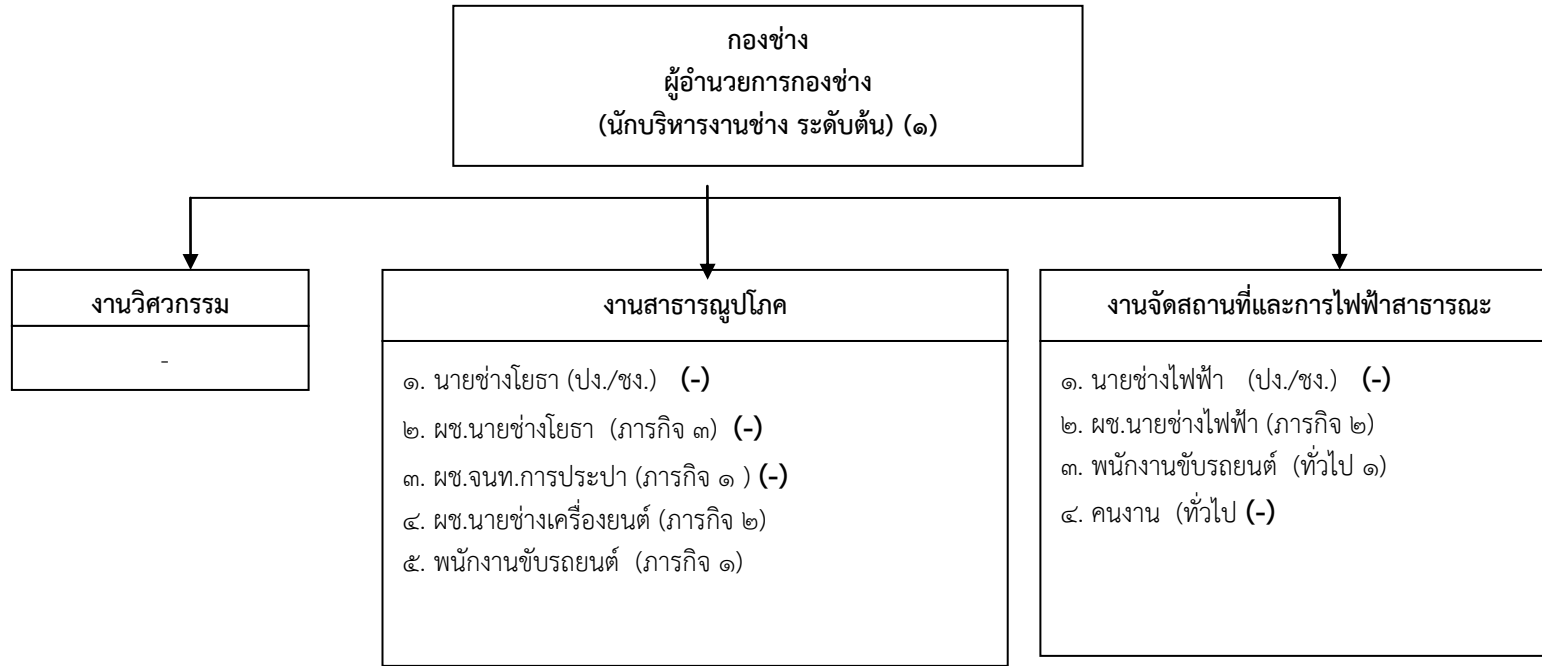 กองช่าง
ผู้อำนวยการกองช่าง
(นักบริหารงานช่าง ระดับต้น) (๑)
งานวิศวกรรม
-
งานสาธารณูปโภค
๑. นายช่างโยธา (ปง./ชง.) (-)
๒. ผช.นายช่างโยธา (ภารกิจ ๓) (-)
๓. ผช.จนท.การประปา (ภารกิจ ๑ ) (-)
๔. ผช.นายช่างเครื่องยนต์ (ภารกิจ ๒)
๕. พนักงานขับรถยนต์ (ภารกิจ ๑)
งานจัดสถานที่และการไฟฟ้าสาธารณะ
๑. นายช่างไฟฟ้า (ปง./ชง.) (-)
๒. ผช.นายช่างไฟฟ้า (ภารกิจ ๒)
๓. พนักงานขับรถยนต์ (ทั่วไป ๑)
๔. คนงาน (ทั่วไป (-)